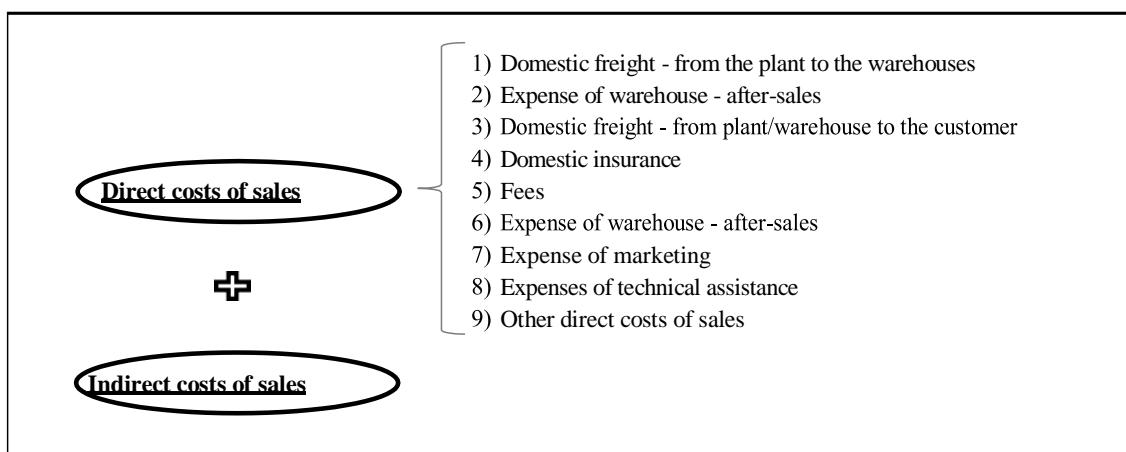 1) Domestic freight - from the plant to the warehouses
2) Expense of warehouse - after-sales
3) Domestic freight - from plant/warehouse to the customer
4) Domestic insurance
5) Fees
6) Expense of warehouse - after-sales
7) Expense of marketing
8) Expenses of technical assistance
9) Other direct costs of sales
Direct costs of sales
Indirect costs of sales